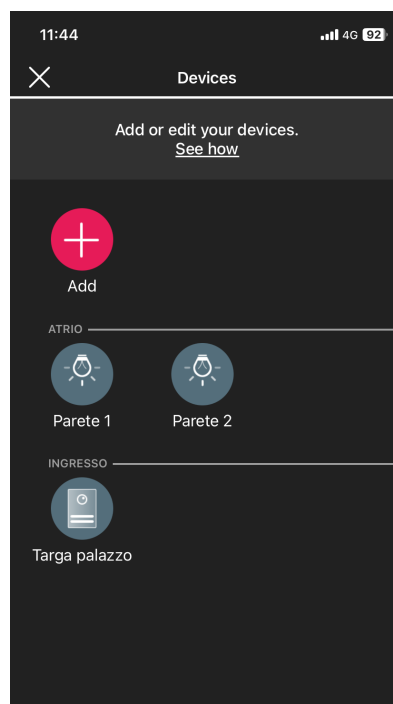 11:44
4G 92
Devices
Add or edit your devices.
See how
Add
ATRIO
Parete 1 Parete 2
INGRESSO
Targa palazzo